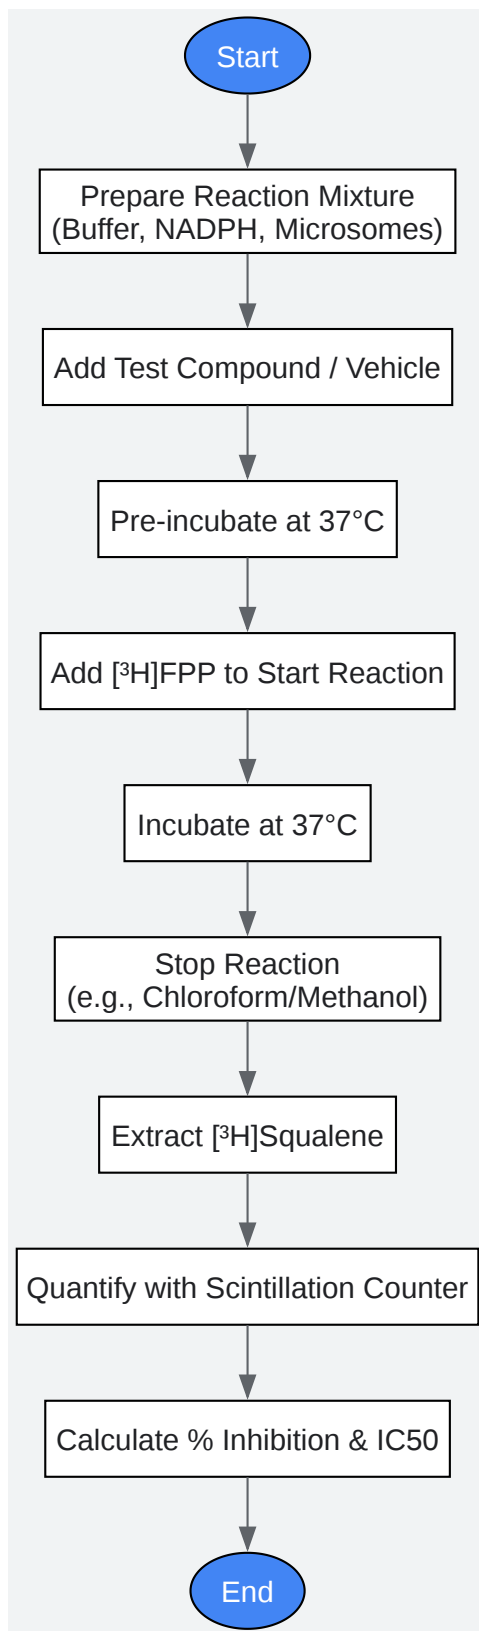 Start
Prepare Reaction Mixture
(Buffer, NADPH, Microsomes)
Add Test Compound / Vehicle
Pre-incubate at 37°C
Add [³H]FPP to Start Reaction
Incubate at 37°C
Stop Reaction
(e.g., Chloroform/Methanol)
Extract [³H]Squalene
Quantify with Scintillation Counter
Calculate % Inhibition & IC50
End